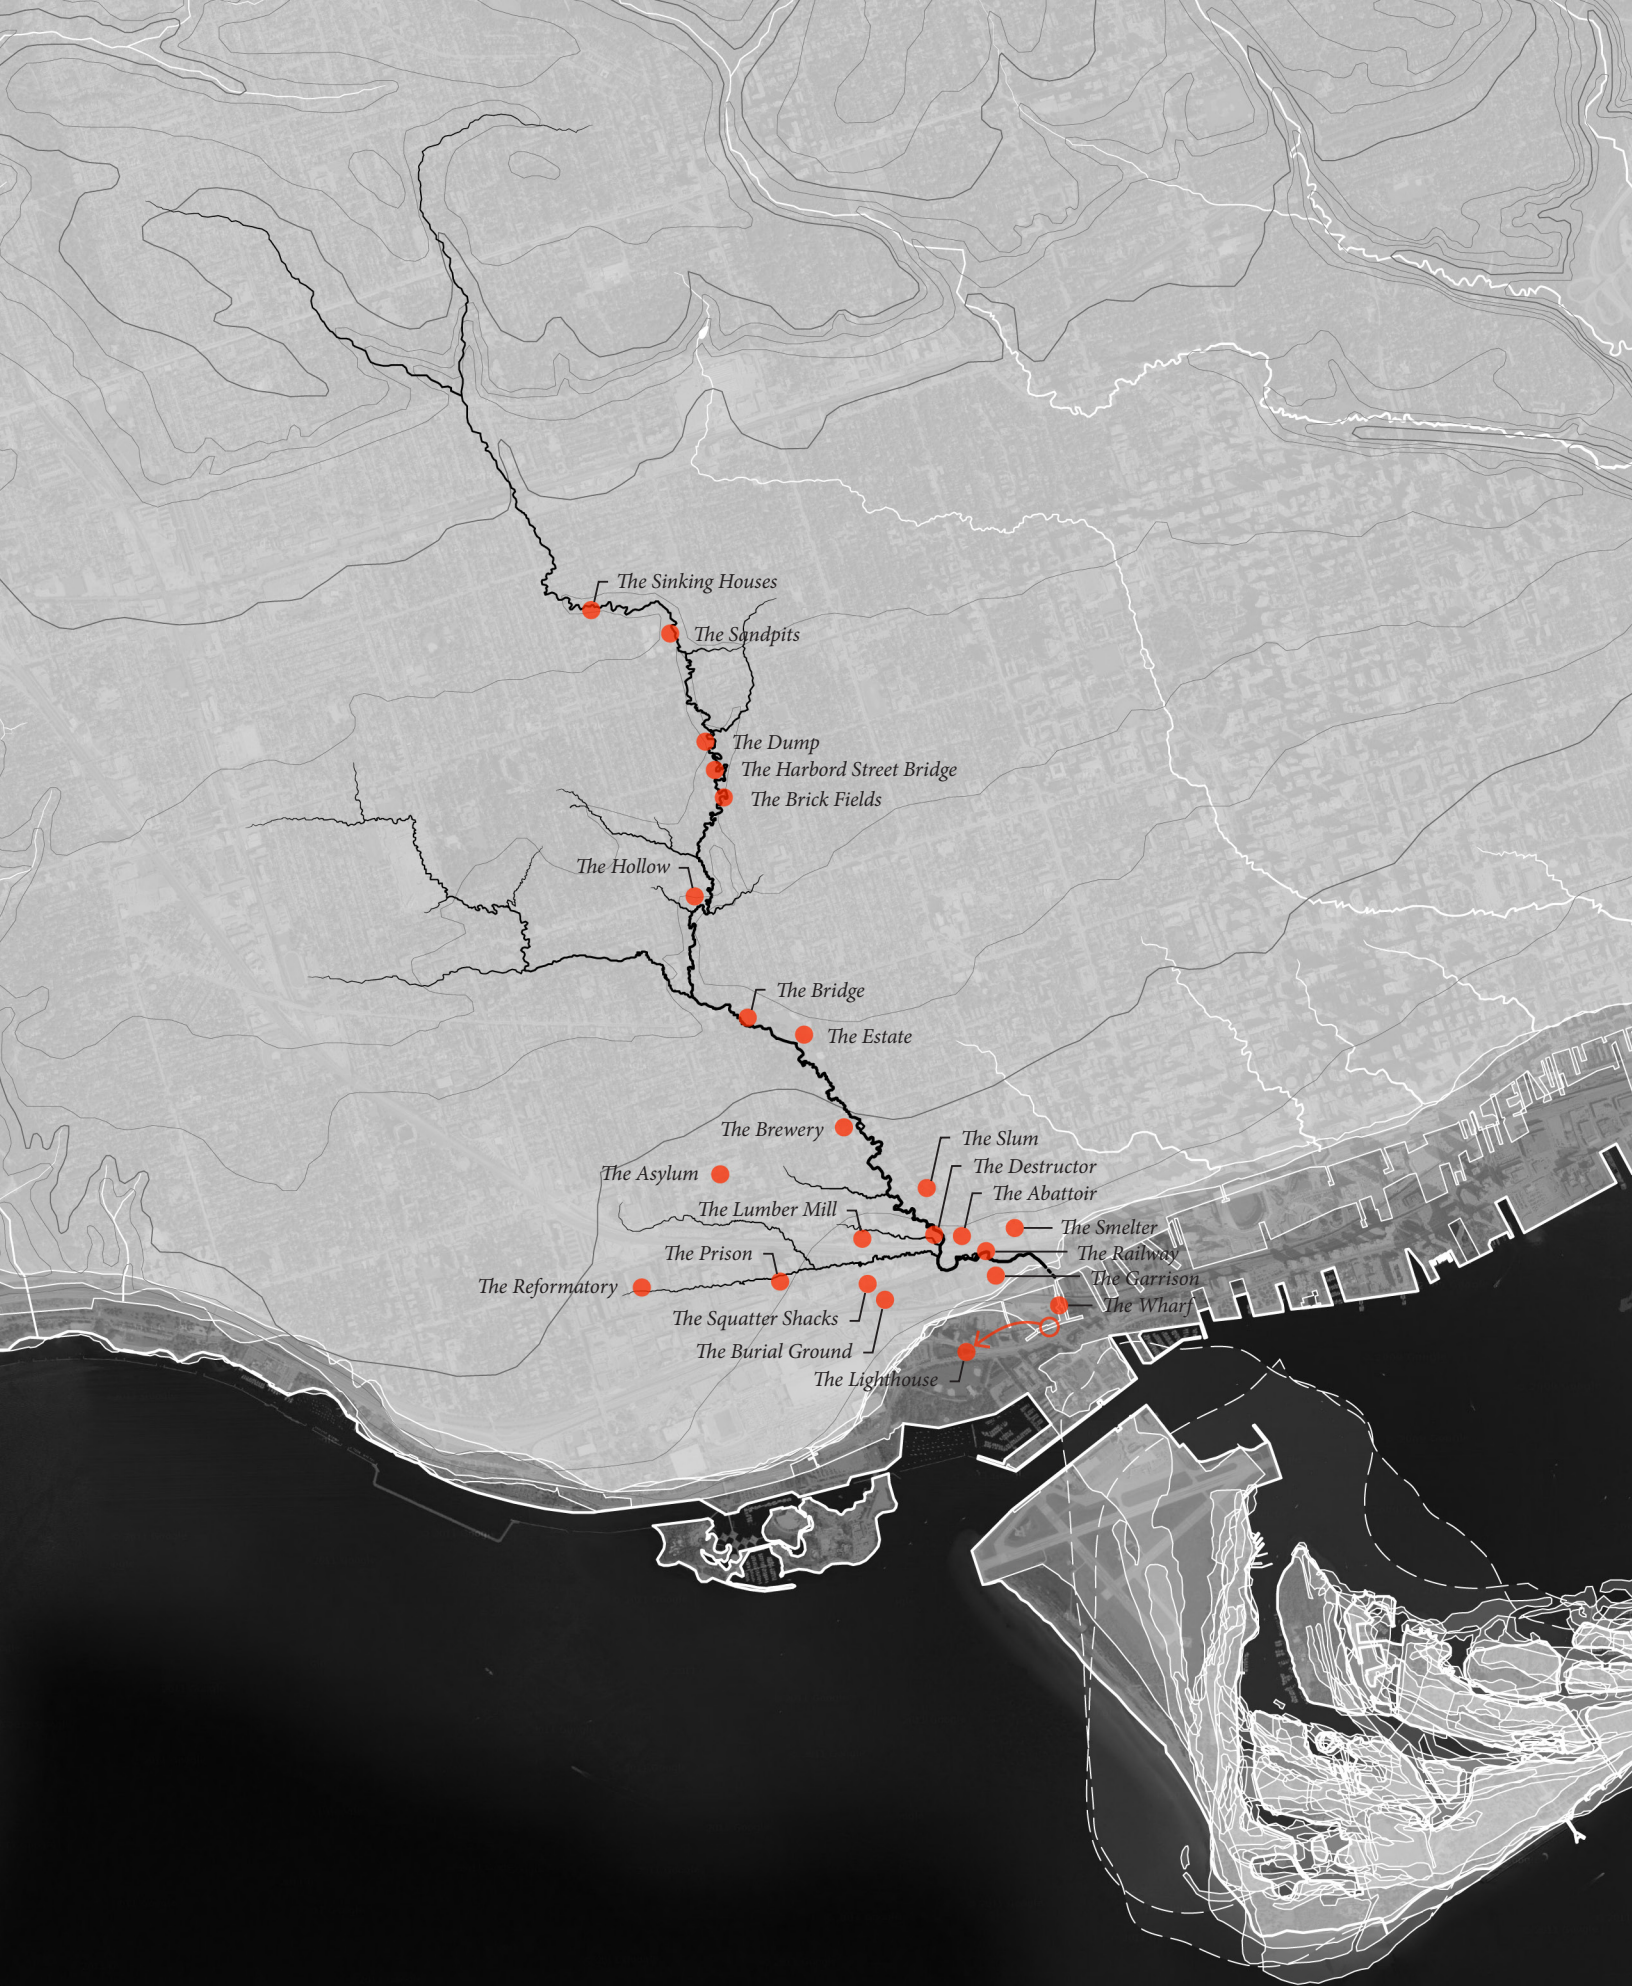 The Sinking Houses
The Sandpits
The Dump
The Harbord Street Bridge
The Brick Fields
The Hollow
The Bridge
The Estate
The Brewery
The Slum
The Destructor
The Asylum
The Abattoir
The Lumber Mill
The Smelter
The Prison
The Railway
The Garrison
The Reformatory
The Wharf
The Squatter Shacks
The Burial Ground
The Lighthouse